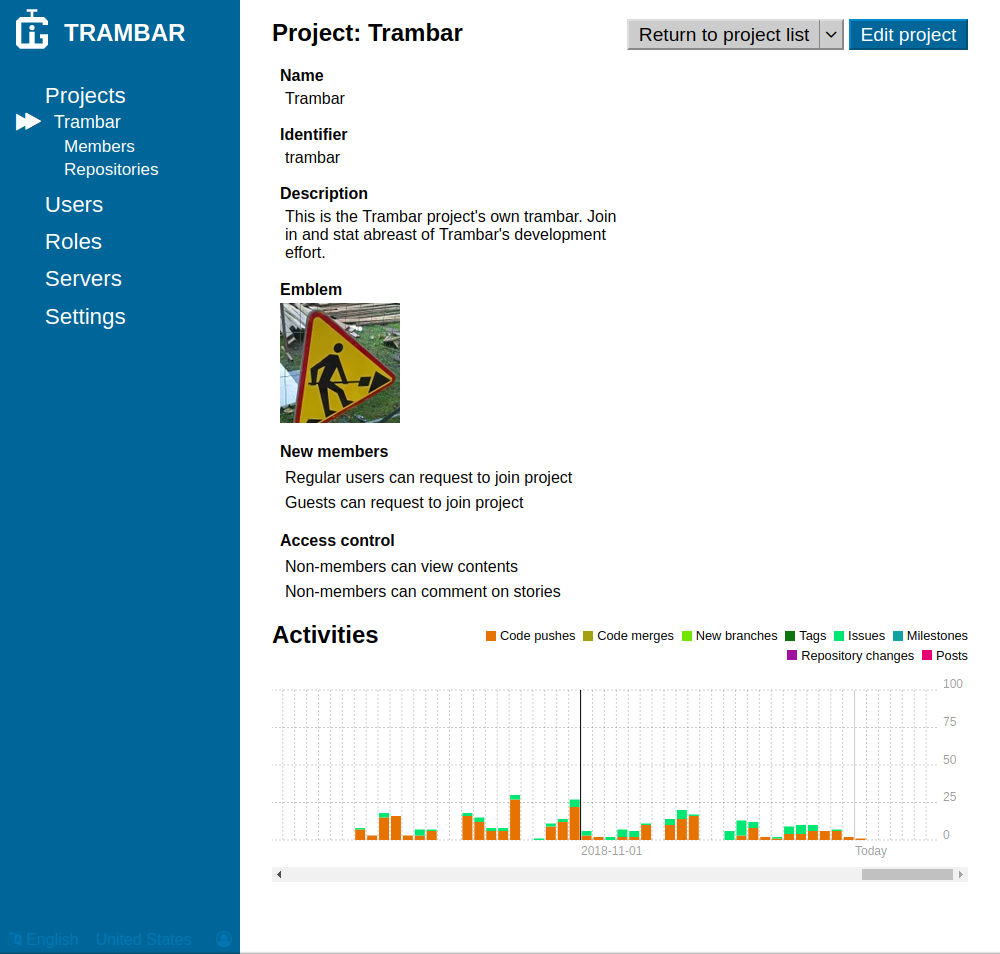 TRAMBAR
Projects
Trambar
Members
Repositories
Users
Roles
Servers
Settings
English United States
Project: Trambar
Return to project list
Edit project
Name
Trambar
Identifier
trambar
Description
This is the Trambar project's own trambar. Join
in and stat abreast of Trambar's development
effort.
Emblem
New members
Regular users can request to join project
Guests can request to join project
Access control
Non-members can view contents
Non-members can comment on stories
Activities
Code pushes Code merges New branches Tags Issues Milestones
Repository changes Posts
100
75
50
25
0
2018-11-01 Today